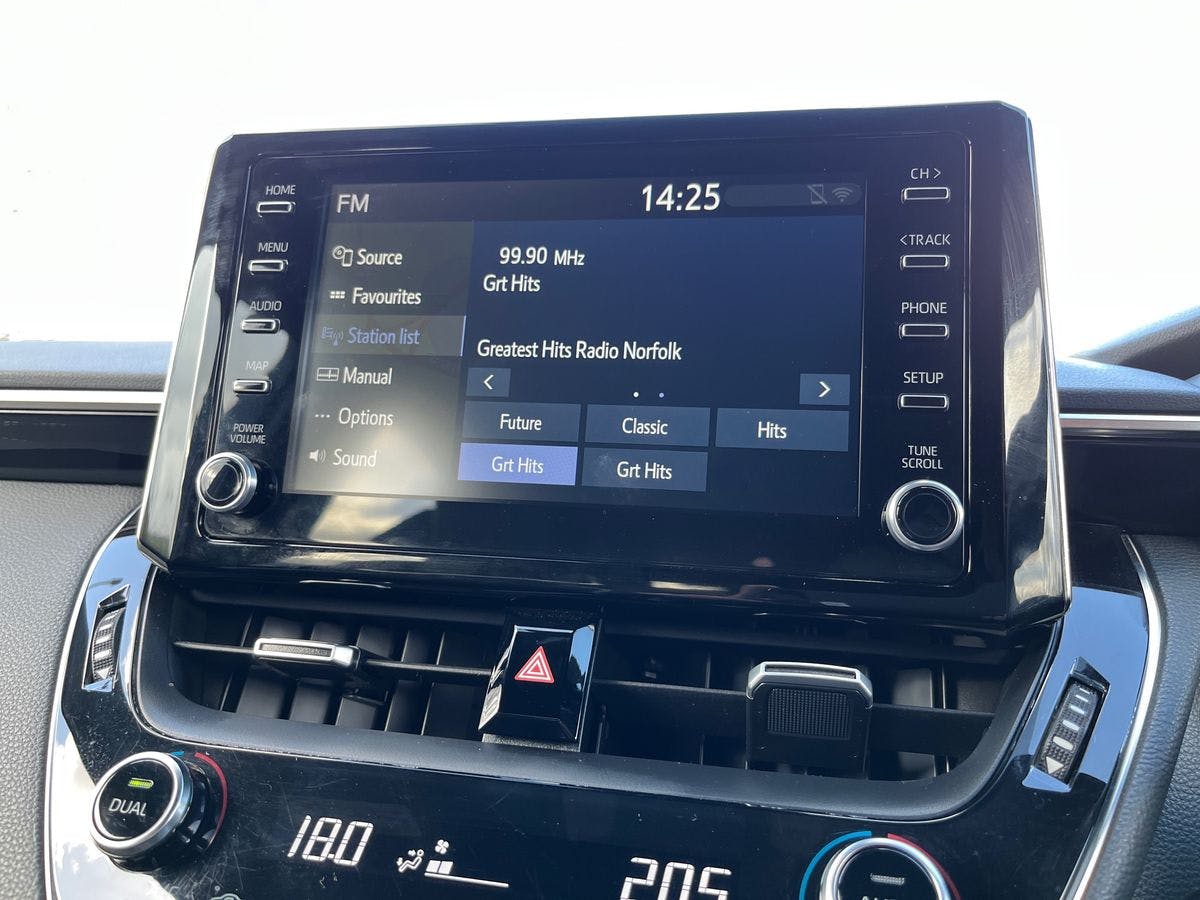 FM
14:25
HOME
MENU
AUDIO
MAP
POWER
VOLUME
Source
Favourites
Station list
Manual
Options
Sound
99.90 MHz
Grt Hits
Greatest Hits Radio Norfolk
<
>
Future
Classic
Hits
Grt Hits
Grt Hits
CH >
<TRACK
PHONE
SETUP
TUNE
SCROLL
DUAL
18.0
20.5